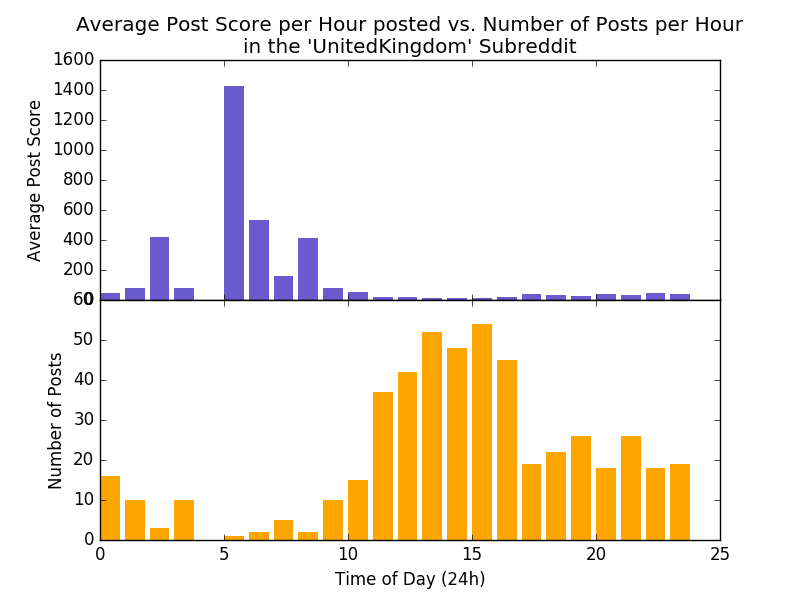 Average Post Score per Hour posted vs. Number of Posts per Hour
in the 'UnitedKingdom' Subreddit
1600
1400
1200
1000
800
600
400
200
0
Average Post Score
60
50
40
30
20
10
0
Number of Posts
0 5 10 15 20 25
Time of Day (24h)